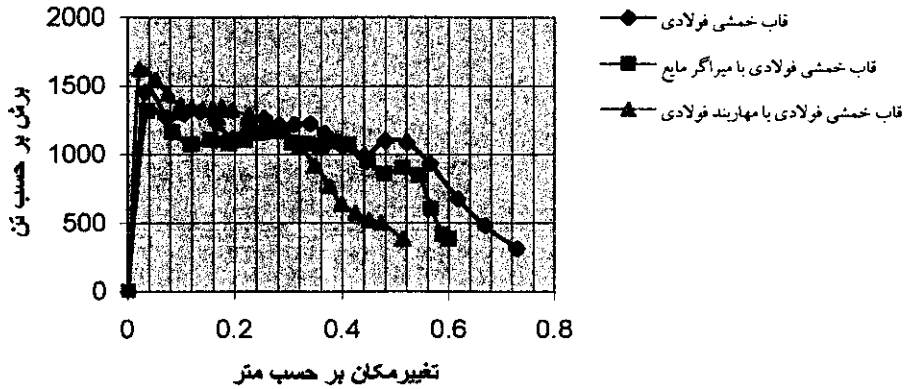 2000
1500
1000
500
0
برش بر حسب تن
0
0.2
0.4
0.6
0.8
تغییرمکان بر حسب متر
قاب خمشی فولادی
قاب خمشی فولادی با میراگر مایع
قاب خمشی فولادی با مهاربند فولادی